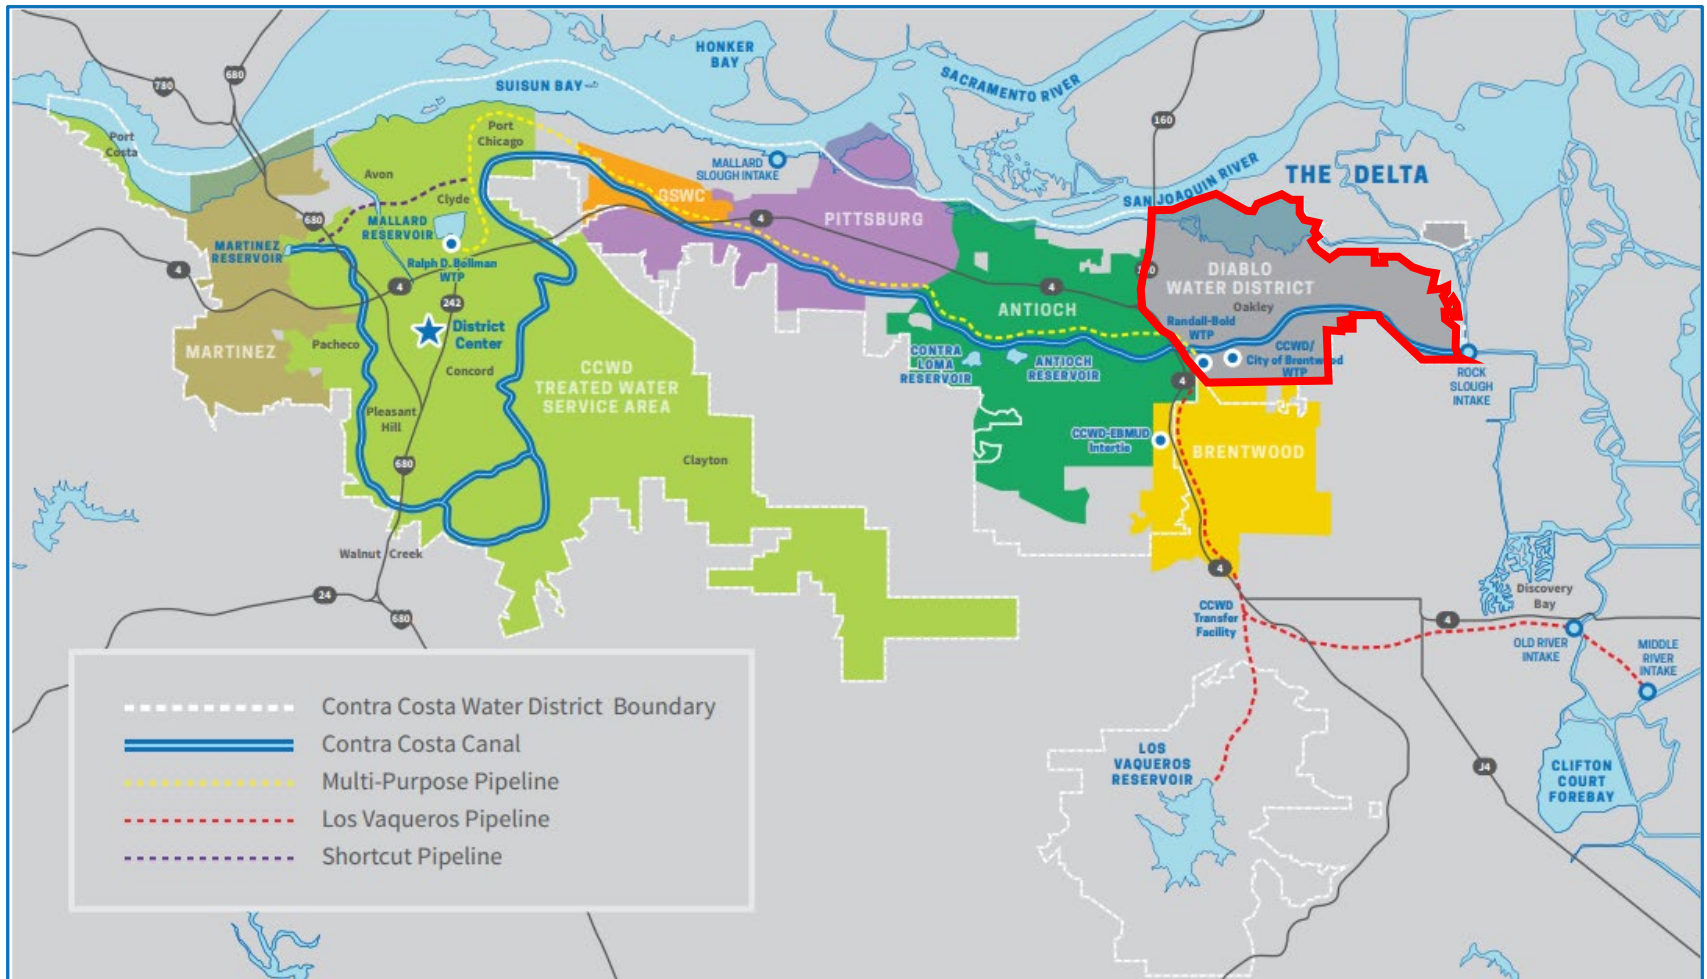 HONKER
BAY
SUISUN BAY
SACRAMENTO RIVER
680
780
160
Port
Costa
Port
Chicago
MALLARD
SLOUGH INTAKE
SAN JOAQUIN RIVER
THE DELTA
Avon
Clyde
GSWC
4
PITTSBURG
680
MALLARD
RESERVOIR
MARTINEZ
RESERVOIR
4
Ralph D. Bollman
WTP
4
242
4
ANTIOCH
DIABLO
WATER DISTRICT
Oakley
Randall-Bold
WTP
District
Center
MARTINEZ
Pacheco
Concord
CCWD
TREATED WATER
SERVICE AREA
CONTRA
LOMA
RESERVOIR
ANTIOCH
RESERVOIR
CCWD/
City of Brentwood
WTP
ROCK
SLOUGH
INTAKE
4
Pleasant
Hill
680
Clayton
CCWD-EBMUD
Intertie
BRENTWOOD
Walnut Creek
24
680
4
CCWD
Transfer
Facility
Discovery
Bay
4
OLD RIVER
INTAKE
MIDDLE
RIVER
INTAKE
LOS
VAQUEROS
RESERVOIR
J4
CLIFTON
COURT
FOREBAY
Contra Costa Water District Boundary
Contra Costa Canal
Multi-Purpose Pipeline
Los Vaqueros Pipeline
Shortcut Pipeline